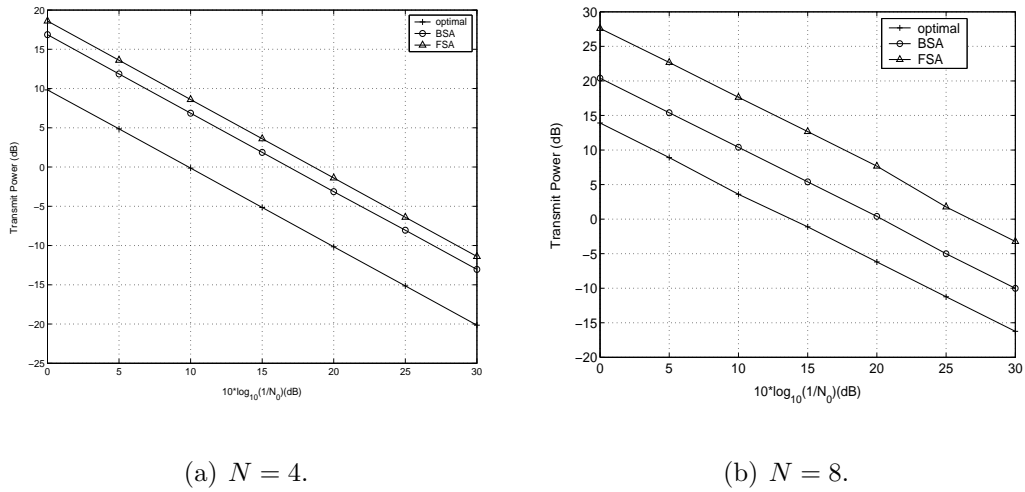 20
15
10
5
0
−5
−10
−15
−20
−25
Transmit Power (dB)
optimal
BSA
FSA
0 5 10 15 20 25 30
10*log10(1/N0)(dB)
(a) N = 4.
30
25
20
15
10
5
0
−5
−10
−15
−20
Transmit Power (dB)
optimal
BSA
FSA
0 5 10 15 20 25 30
10*log10(1/N0)(dB)
(b) N = 8.